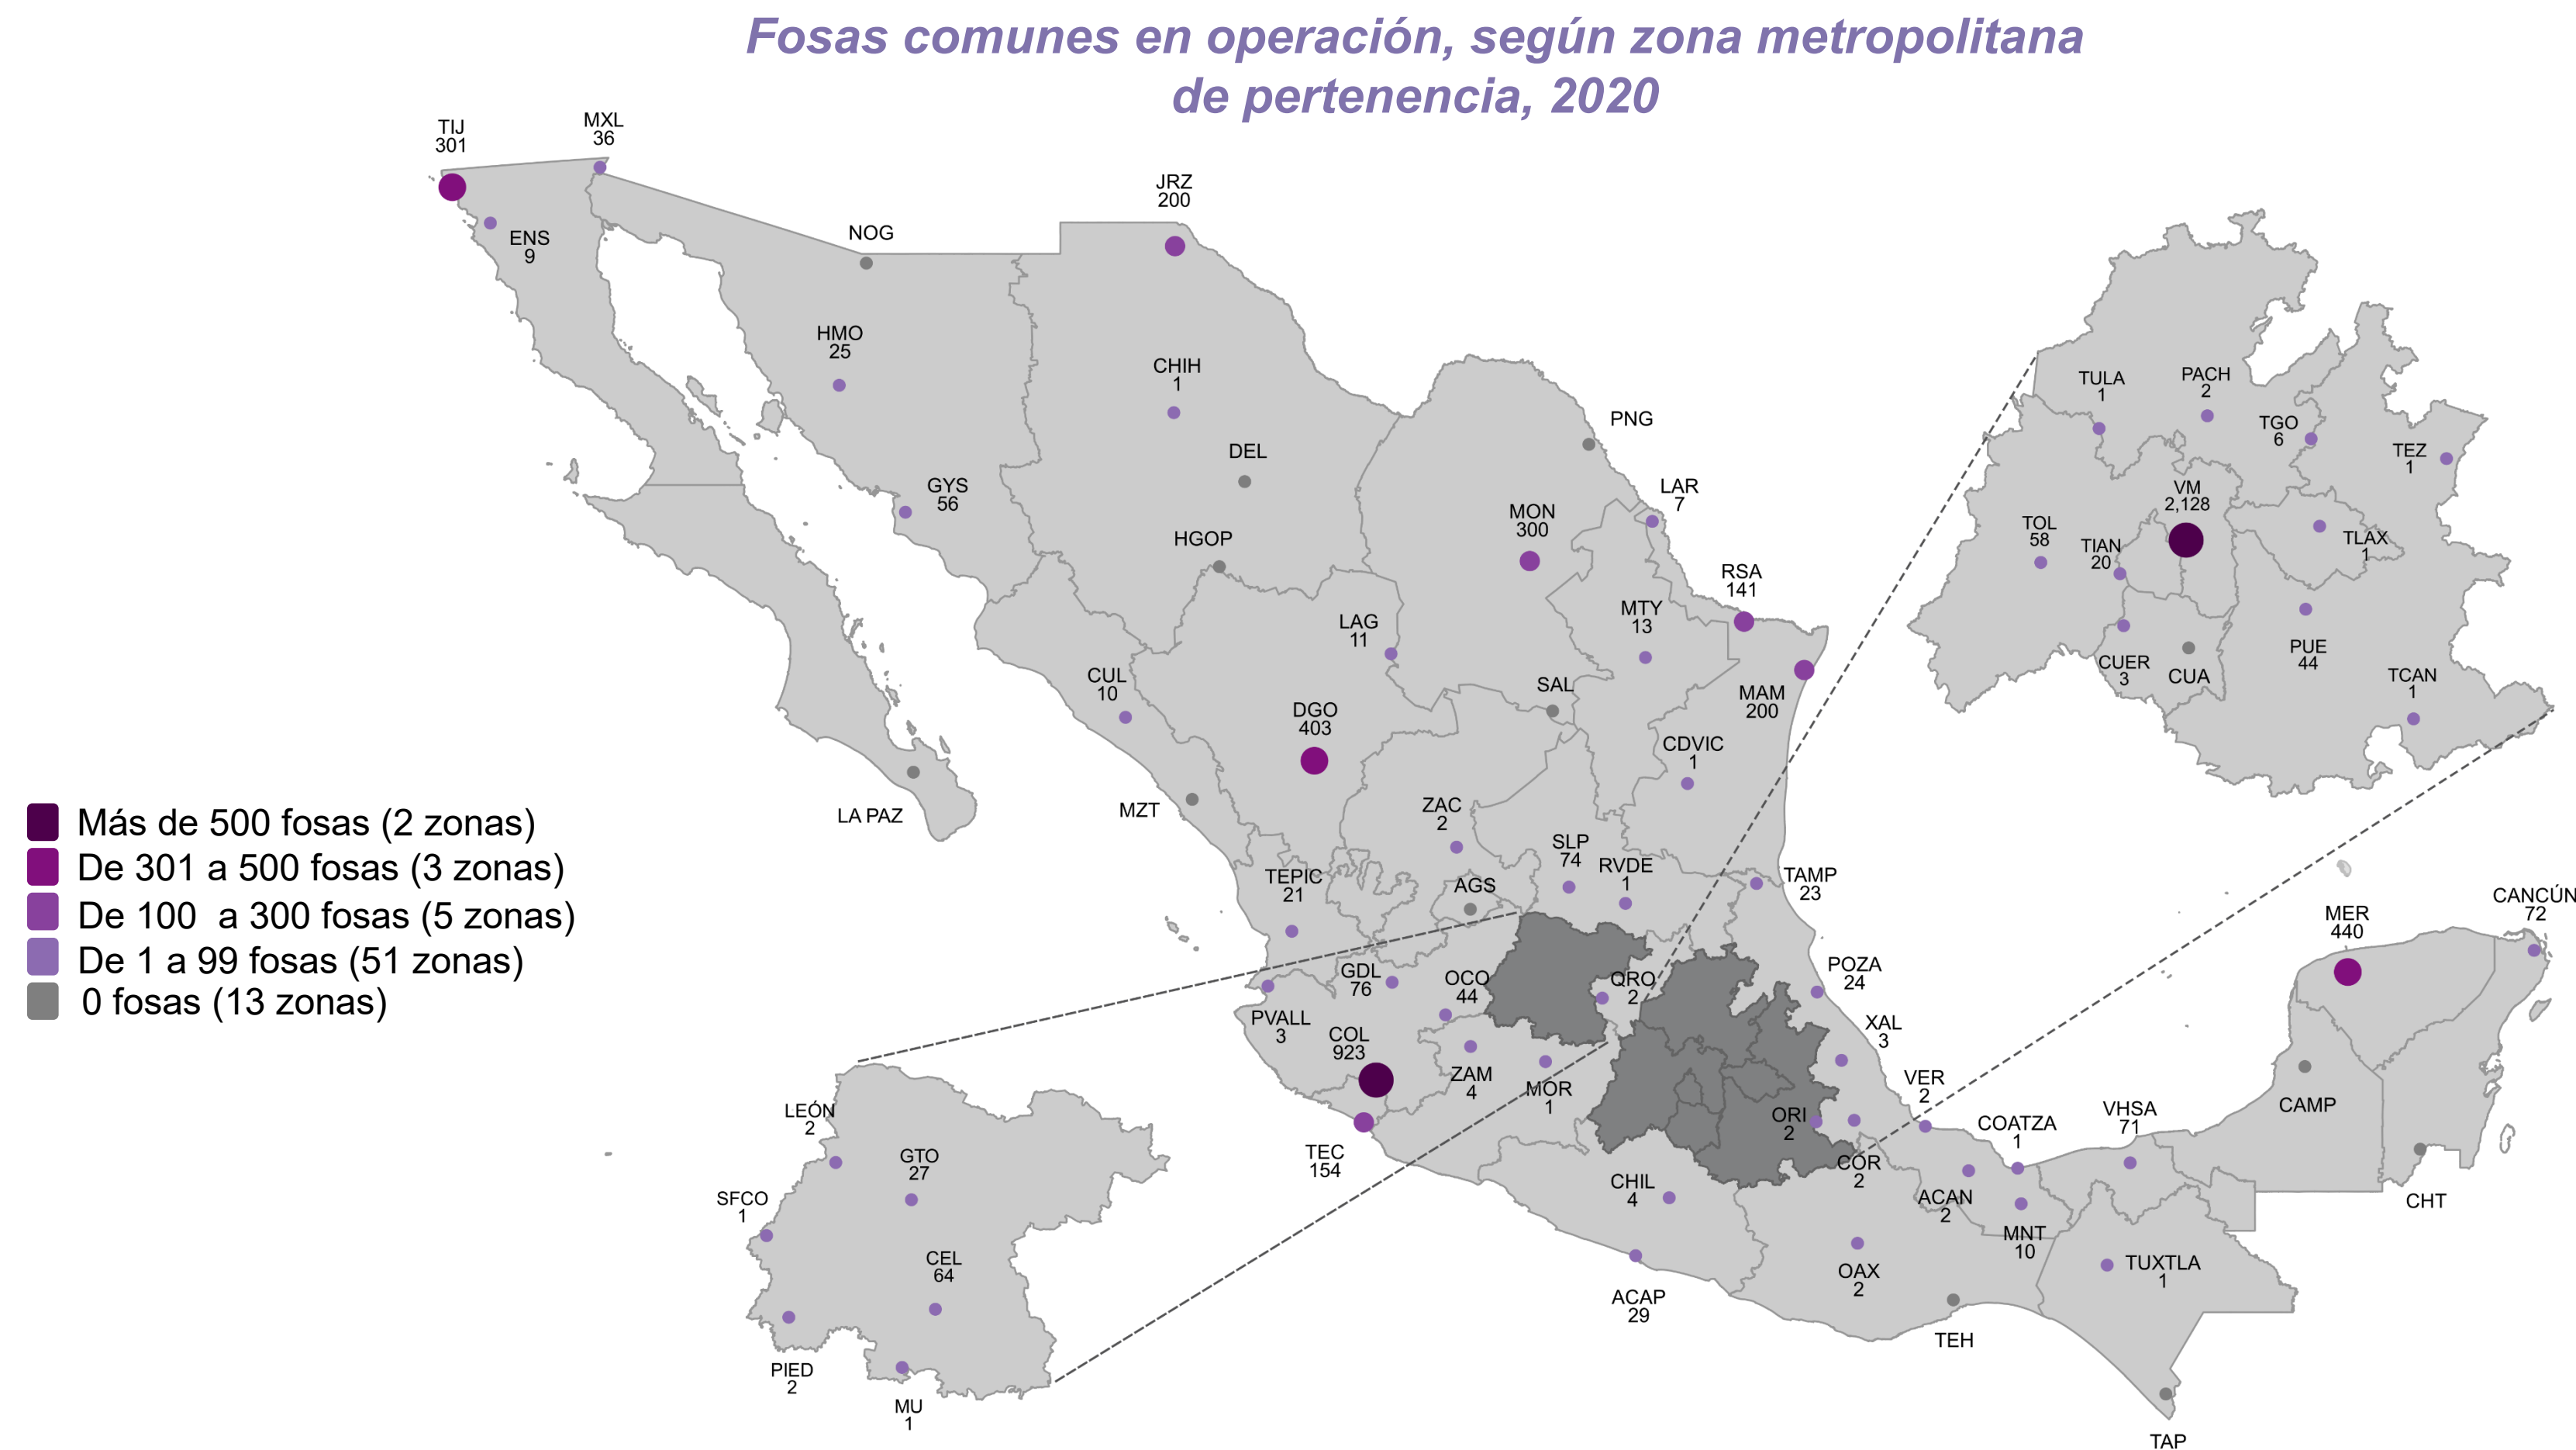 Fosas comunes en operación, según zona metropolitana
de pertenencia, 2020
TIJ
301
MXL
36
ENS
9
NOG
JRZ
200
HMO
25
CHIH
1
DEL
GYS
56
HGOP
PNG
LAR
7
MON
300
RSA
141
MTY
13
LAG
11
CUL
10
SAL
MAM
200
DGO
403
CDVIC
1
LA PAZ
MZT
ZAC
2
SLP
74
RVDE
1
TEPIC
21
AGS
TAMP
23
GDL
76
OCO
44
QRO
2
POZA
24
PVALL
3
COL
923
ZAM
4
MOR
1
XAL
3
TEC
154
ORI
2
VER
2
COR
2
COATZA
1
VHSA
71
CHIL
4
ACAN
2
MNT
10
OAX
2
TUXTLA
1
ACAP
29
TEH
TAP
MER
440
CANCÚN
72
CAMP
CHT
TULA
1
PACH
2
TGO
6
TEZ
1
VM
2,128
TOL
58
TIAN
20
TLAX
1
CUER
3
CUA
PUE
44
TCAN
1
Más de 500 fosas (2 zonas)
De 301 a 500 fosas (3 zonas)
De 100  a 300 fosas (5 zonas)
De 1 a 99 fosas (51 zonas)
0 fosas (13 zonas)
LEÓN
2
GTO
27
SFCO
1
CEL
64
PIED
2
MU
1